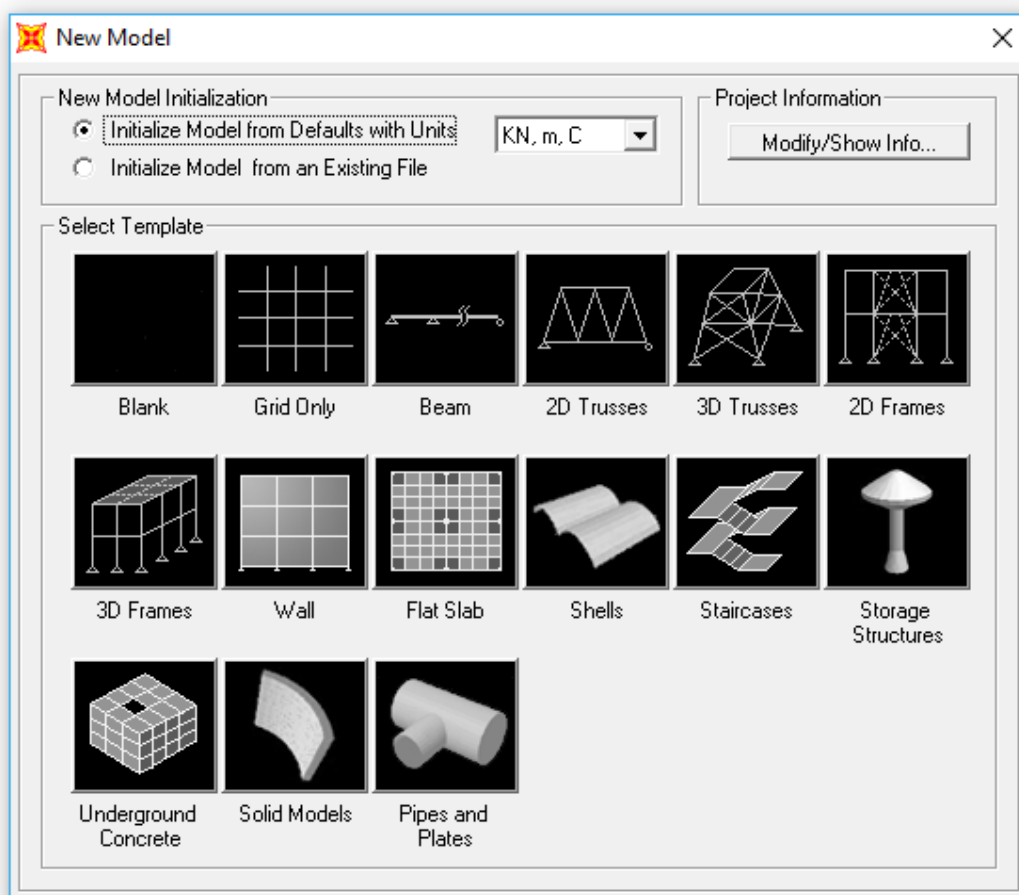 New Model
New Model Initialization
Initialize Model from Defaults with Units
KN, m, C
Initialize Model from an Existing File
Project Information
Modify/Show Info...
Select Template
Blank
Grid Only
Beam
2D Trusses
3D Trusses
2D Frames
3D Frames
Wall
Flat Slab
Shells
Staircases
Storage
Structures
Underground
Concrete
Solid Models
Pipes and
Plates